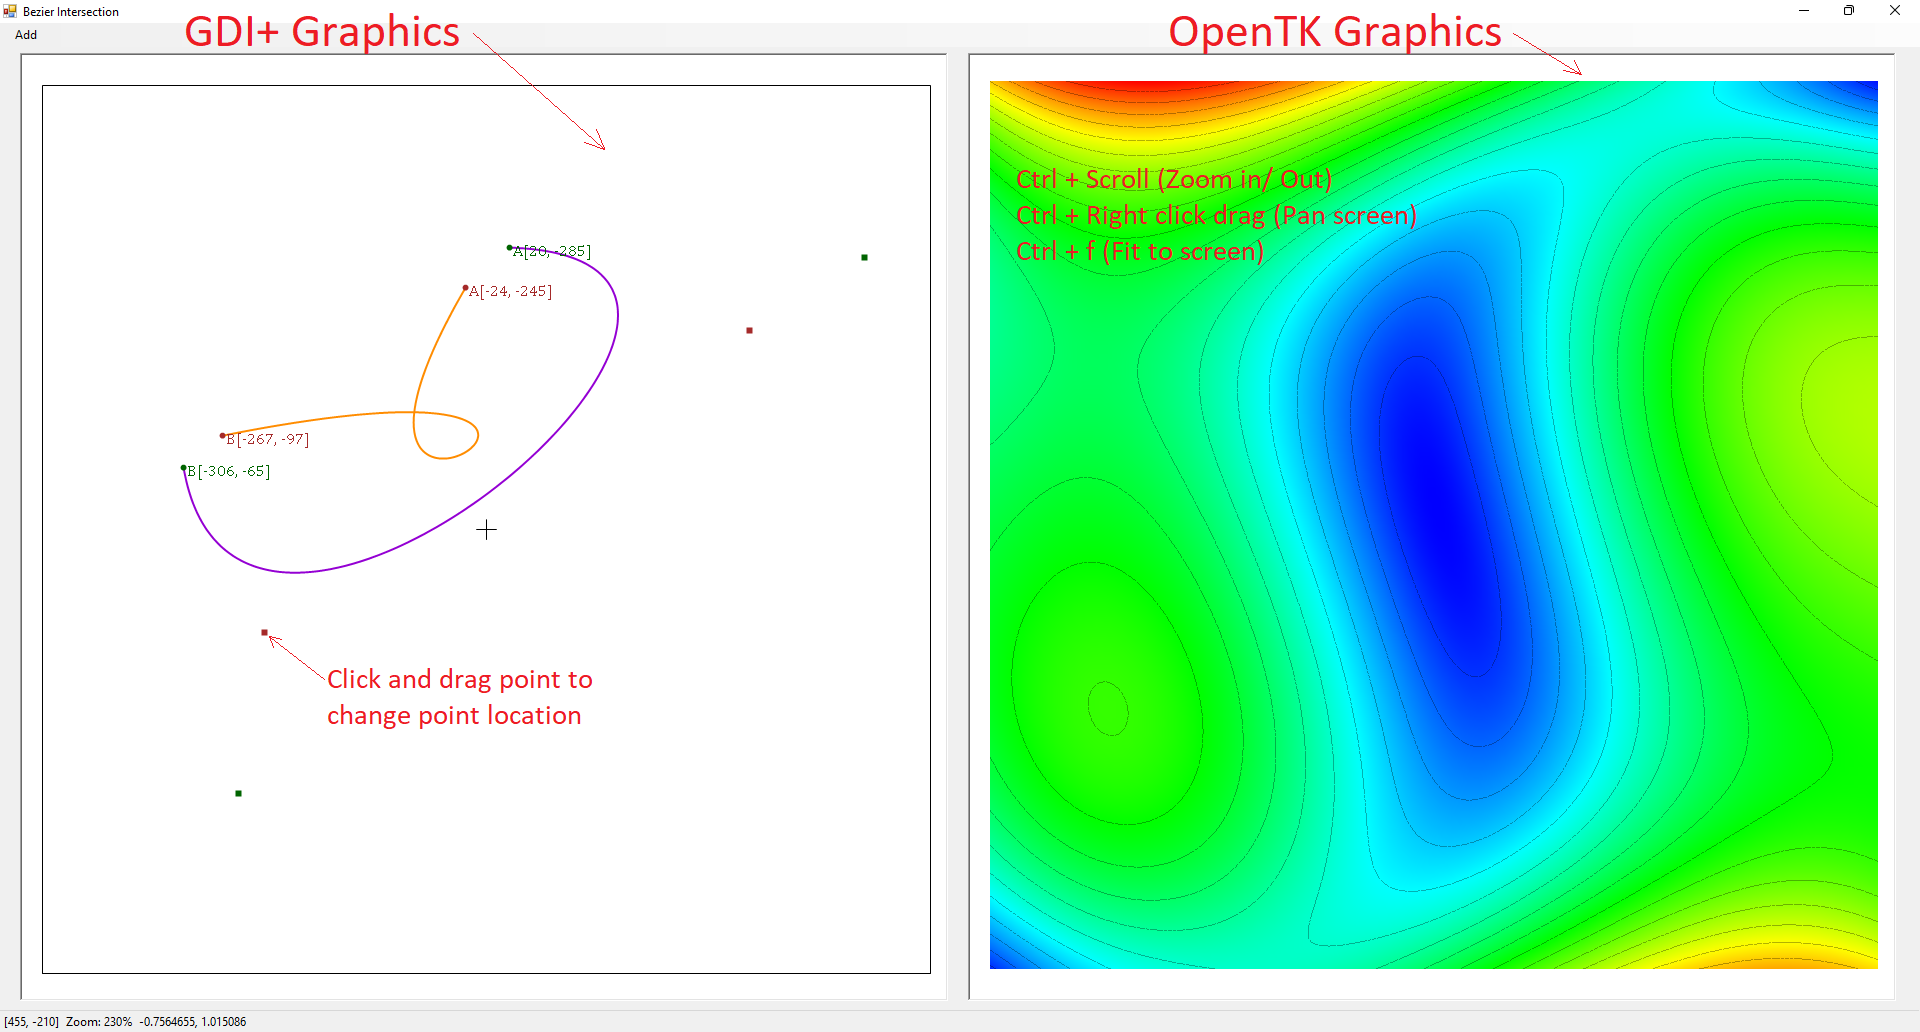 Bezier Intersection
Add
GDI+ Graphics
OpenTK Graphics
Ctrl + Scroll (Zoom in/ Out)
Ctrl + Right click drag (Pan screen)
Ctrl + f (Fit to screen)
A[20, -285]
A[-24, -245]
B[-267, -97]
B[-306, -65]
Click and drag point to
change point location
[455, -210] Zoom: 230% -0.7564655, 1.015086